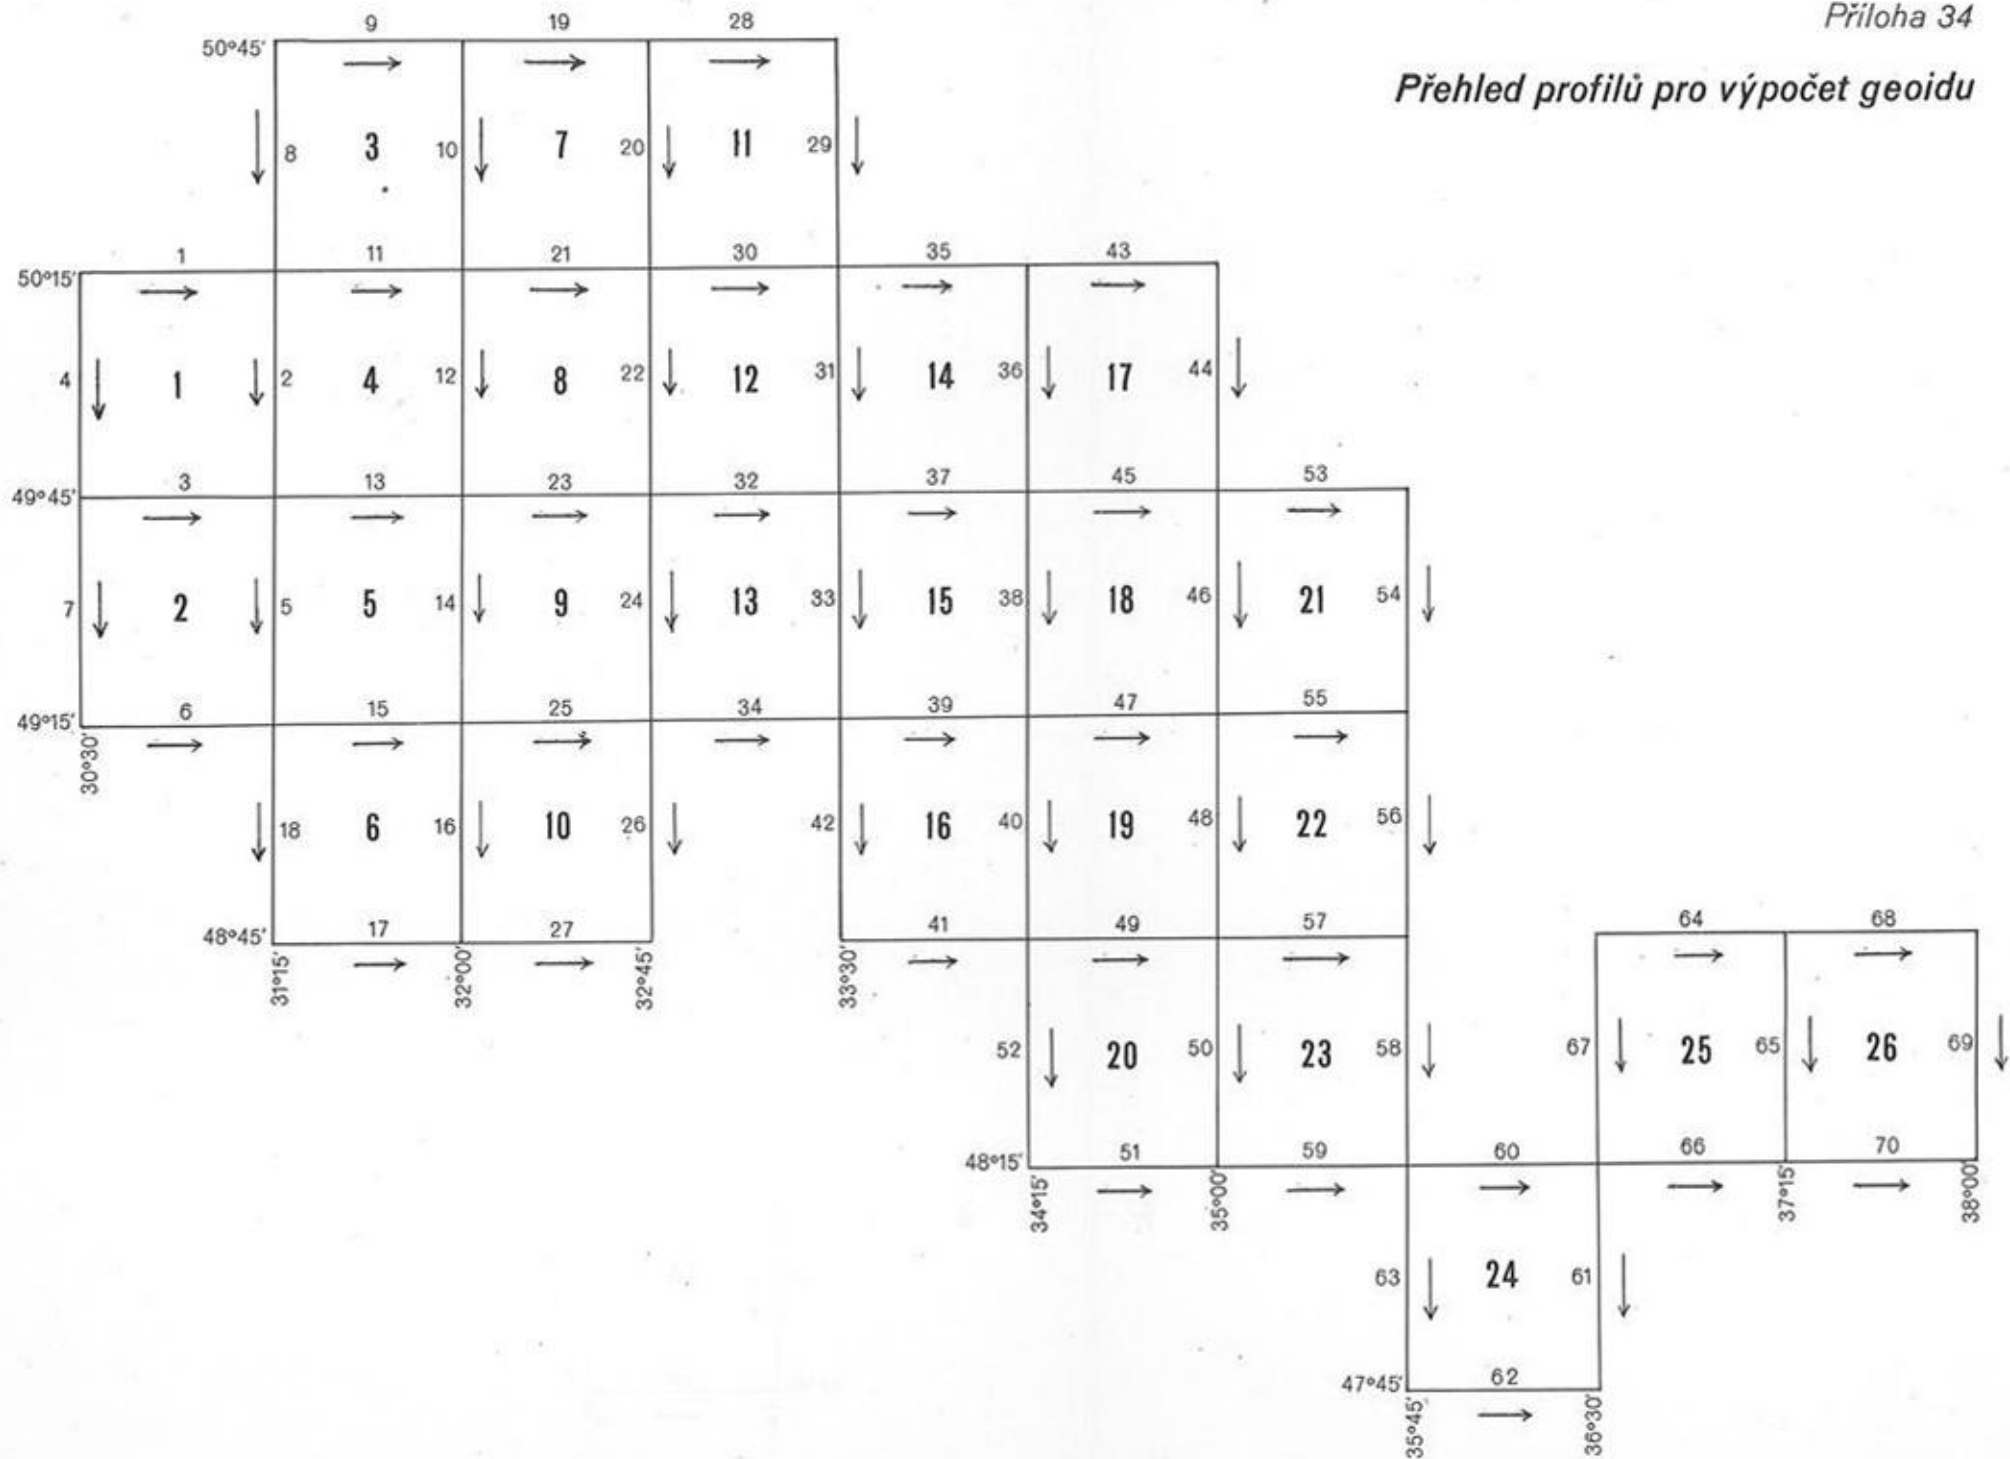 Příloha 34
Přehled profilů pro výpočet geoidu
9 19 28
50°45'
8 3 10 7 20 11 29
1 11 21 30 35 43
50°15'
4 1 2 4 12 8 22 12 31 14 36 17 44
3 13 23 32 37 45 53
49°45'
7 2 5 5 14 9 24 13 33 15 38 18 46 21 54
6 15 25 34 39 47 55
49°15'
30°30'
18 6 16 10 26 42 16 40 19 48 22 56
17 27 41 49 57 64 68
48°45'
31°15' 32°00' 32°45' 33°30'
52 20 50 23 58 67 25 65 26 69
51 59 60 66 70
48°15'
34°15' 35°00' 37°15' 38°00'
63 24 61
62
47°45'
35°45' 36°30'